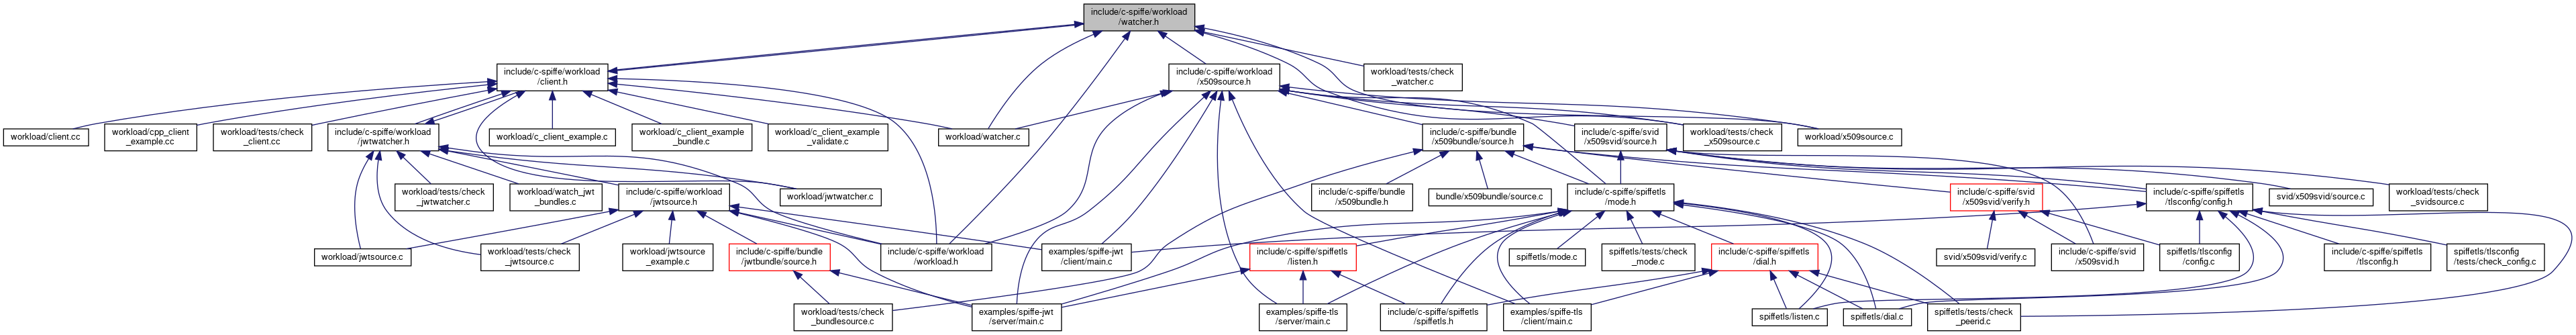 include/c-spiffe/workload
/watcher.h
include/c-spiffe/workload
/client.h
include/c-spiffe/workload
/x509source.h
workload/tests/check
_watcher.c
workload/client.cc
workload/cpp_client
_example.cc
workload/tests/check
_client.cc
include/c-spiffe/workload
/jwtwatcher.h
workload/c_client_example.c
workload/c_client_example
_bundle.c
workload/c_client_example
_validate.c
workload/watcher.c
include/c-spiffe/bundle
/x509bundle/source.h
include/c-spiffe/svid
/x509svid/source.h
workload/tests/check
_x509source.c
workload/x509source.c
workload/tests/check
_jwtwatcher.c
workload/watch_jwt
_bundles.c
include/c-spiffe/workload
/jwtsource.h
workload/jwtwatcher.c
include/c-spiffe/bundle
/x509bundle.h
bundle/x509bundle/source.c
include/c-spiffe/spiffetls
/mode.h
include/c-spiffe/svid
/x509svid/verify.h
include/c-spiffe/spiffetls
/tlsconfig/config.h
svid/x509svid/source.c
workload/tests/check
_svidsource.c
workload/jwtsource.c
workload/tests/check
_jwtsource.c
workload/jwtsource
_example.c
include/c-spiffe/bundle
/jwtbundle/source.h
include/c-spiffe/workload
/workload.h
examples/spiffe-jwt
/client/main.c
include/c-spiffe/spiffetls
/listen.h
spiffetls/mode.c
spiffetls/tests/check
_mode.c
include/c-spiffe/spiffetls
/dial.h
svid/x509svid/verify.c
include/c-spiffe/svid
/x509svid.h
spiffetls/tlsconfig
/config.c
include/c-spiffe/spiffetls
/tlsconfig.h
spiffetls/tlsconfig
/tests/check_config.c
workload/tests/check
_bundlesource.c
examples/spiffe-jwt
/server/main.c
examples/spiffe-tls
/server/main.c
include/c-spiffe/spiffetls
/spiffetls.h
examples/spiffe-tls
/client/main.c
spiffetls/listen.c
spiffetls/dial.c
spiffetls/tests/check
_peerid.c